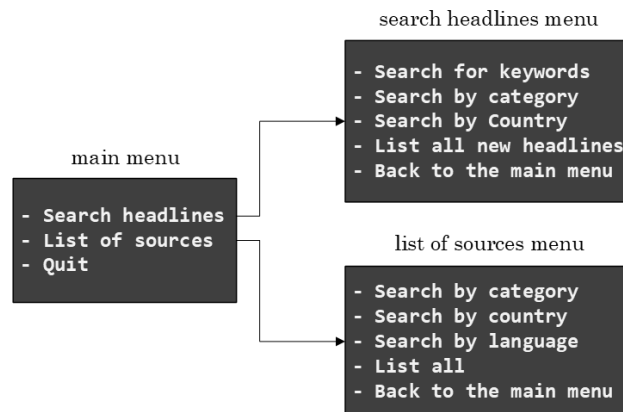 search headlines menu
- Search for keywords
- Search by category
- Search by Country
- List all new headlines
- Back to the main menu
main menu
- Search headlines
- List of sources
- Quit
list of sources menu
- Search by category
- Search by country
- Search by language
- List all
- Back to the main menu